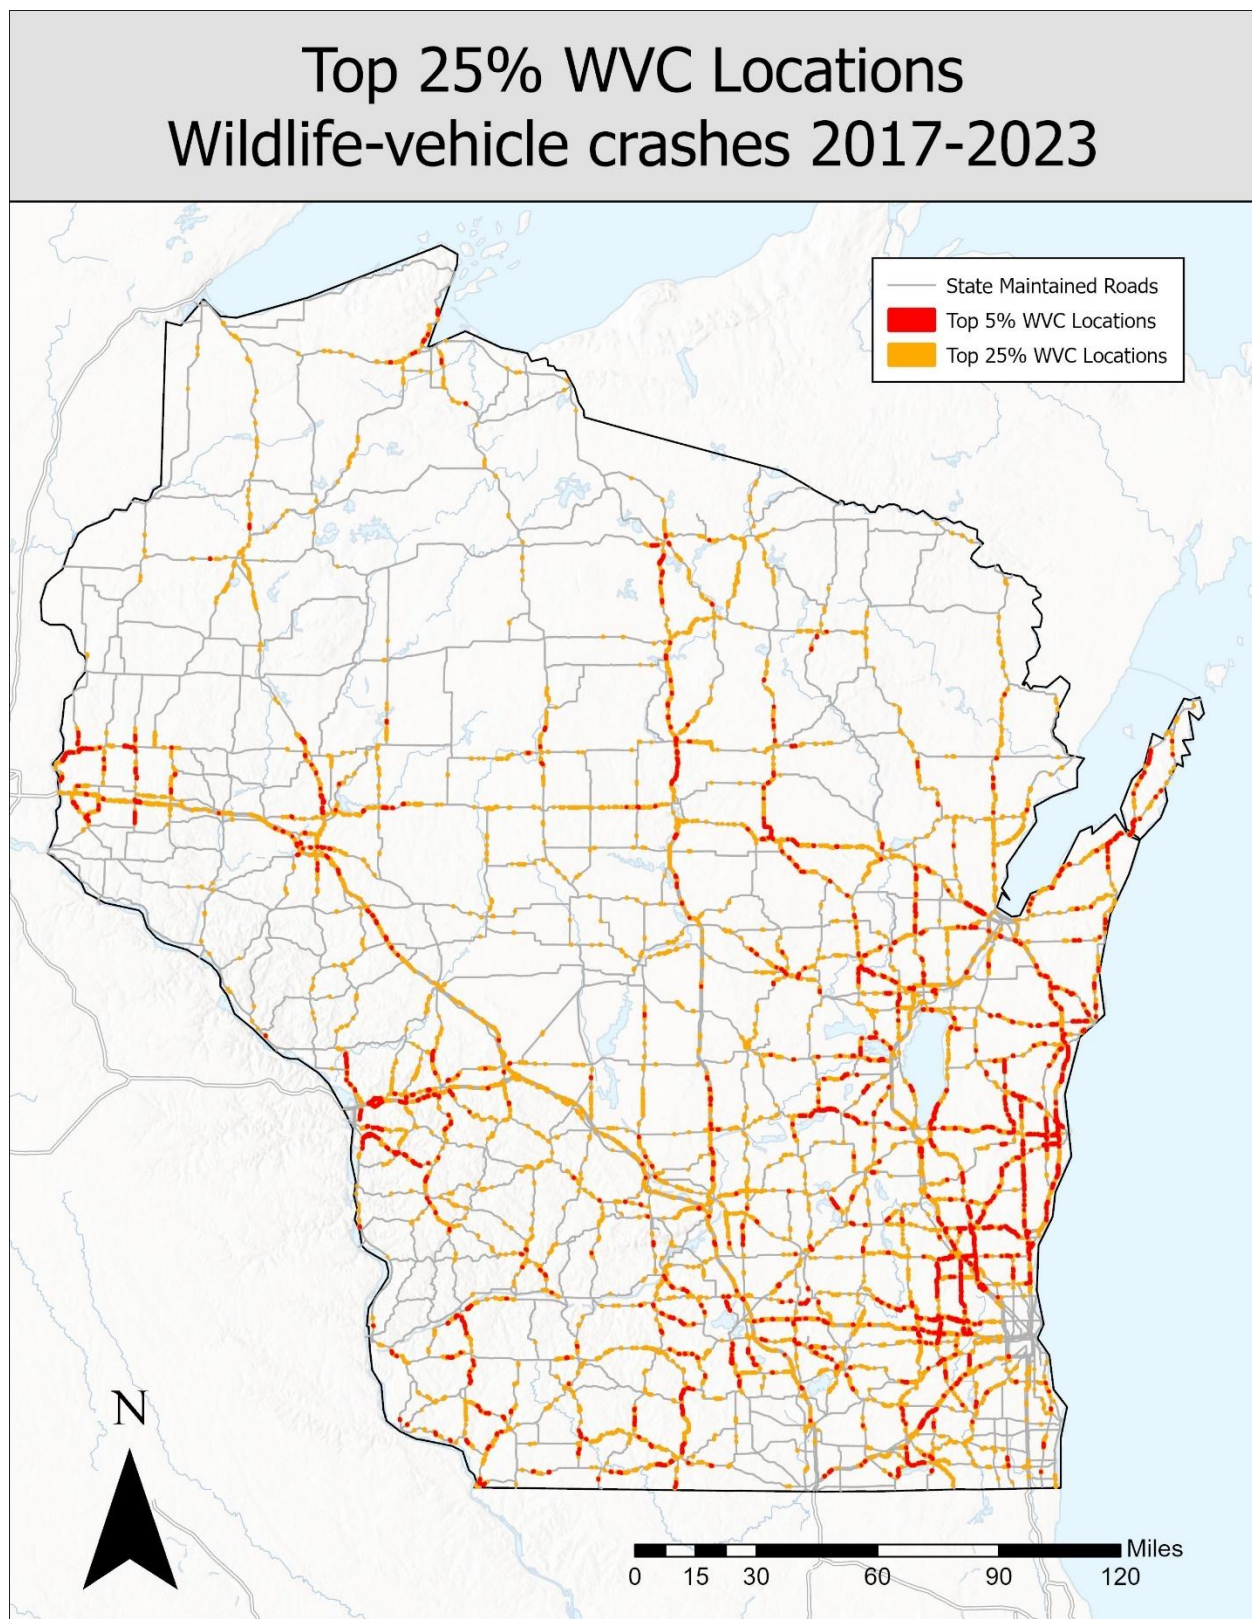 Top 25% WVC Locations
Wildlife-vehicle crashes 2017-2023
State Maintained Roads
Top 5% WVC Locations
Top 25% WVC Locations
N
Miles
0 15 30 60 90 120